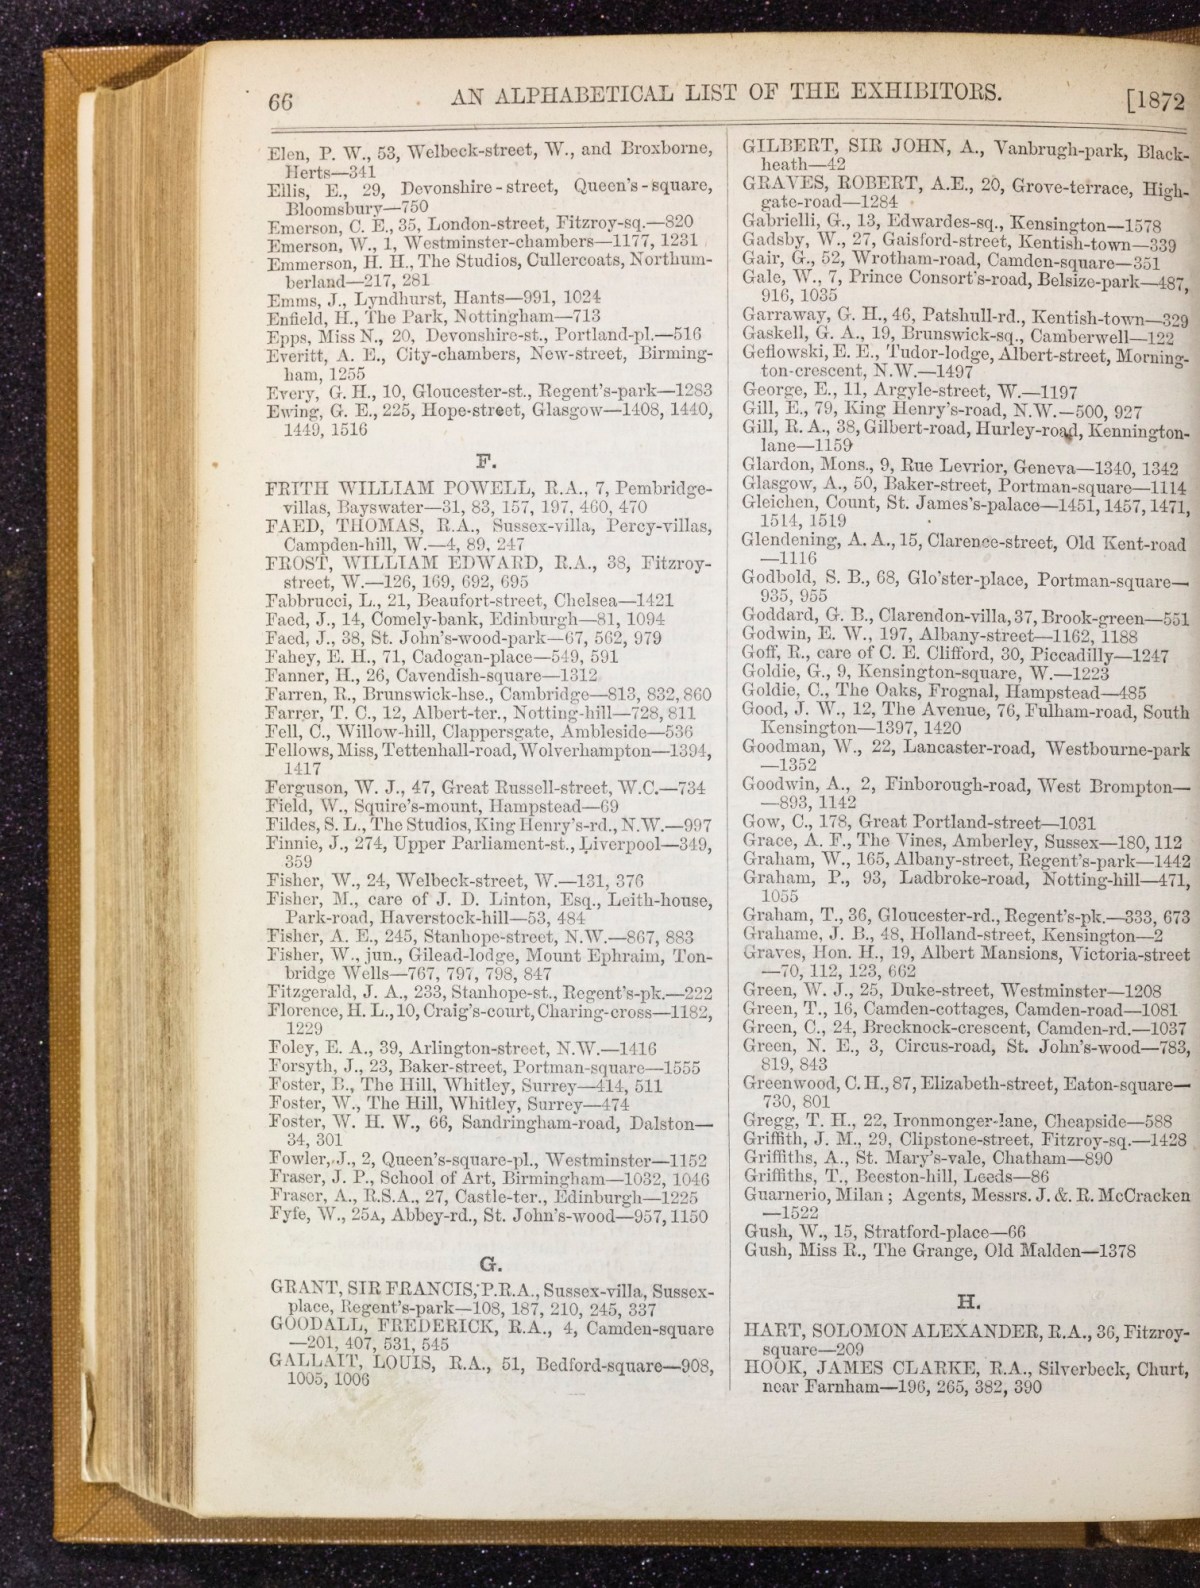 66
AN ALPHABETICAL LIST OF THE EXHIBITORS.
[1872
Elen, P. W., 53, Welbeck-street, W., and Broxborne,
Herts—341
Ellis, E., 29, Devonshire-street, Queen's-square,
Bloomsbury—750
Emerson, C. E., 35, London-street, Fitzroy-sq.—820
Emerson, W., 1, Westminster-chambers—1177, 1231
Emmerson, H. H., The Studios, Cullercoats, Northum-
berland—217, 281
Emms, J., Lyndhurst, Hants—991, 1024
Enfield, H., The Park, Nottingham—713
Epps, Miss N., 20, Devonshire-st., Portland-pl.—516
Everitt, A. E., City-chambers, New-street, Birming-
ham, 1255
Every, G. H., 10, Gloucester-st., Regent's-park—1283
Ewing, G. E., 225, Hope-street, Glasgow—1408, 1440,
1449, 1516
F.
FRITH WILLIAM POWELL, R.A., 7, Pembridge-
villas, Bayswater—31, 83, 157, 197, 460, 470
FAED, THOMAS, R.A., Sussex-villa, Percy-villas,
Campden-hill, W.—4, 89, 247
FROST, WILLIAM EDWARD, R.A., 38, Fitzroy-
street, W.—126, 169, 692, 695
Fabbrucci, L., 21, Beaufort-street, Chelsea—1421
Faed, J., 14, Comely-bank, Edinburgh—81, 1094
Faed, J., 38, St. John's-wood-park—67, 562, 979
Fahey, E. H., 71, Cadogan-place—549, 591
Fanner, H., 26, Cavendish-square—1312
Farren, R., Brunswick-hse., Cambridge—813, 832, 860
Farrer, T. C., 12, Albert-ter., Notting-hill—728, 811
Fell, C., Willow-hill, Clappersgate, Ambleside—536
Fellows, Miss, Tettenhall-road, Wolverhampton—1394,
1417
Ferguson, W. J., 47, Great Russell-street, W.C.—734
Field, W., Squire's-mount, Hampstead—69
Fildes, S. L., The Studios, King Henry's-rd., N.W.—997
Finnie, J., 274, Upper Parliament-st., Liverpool—349,
359
Fisher, W., 24, Welbeck-street, W.—131, 376
Fisher, M., care of J. D. Linton, Esq., Leith-house,
Park-road, Haverstock-hill—53, 484
Fisher, A. E., 245, Stanhope-street, N.W.—867, 883
Fisher, W., jun., Gilead-lodge, Mount Ephraim, Ton-
bridge Wells—767, 797, 798, 847
Fitzgerald, J. A., 233, Stanhope-st., Regent's-pk.—222
Florence, H. L., 10, Craig's-court, Charing-cross—1182,
1229
Foley, E. A., 39, Arlington-street, N.W.—1416
Forsyth, J., 23, Baker-street, Portman-square—1555
Foster, B., The Hill, Whitley, Surrey—414, 511
Foster, W., The Hill, Whitley, Surrey—474
Foster, W. H. W., 66, Sandringham-road, Dalston—
34, 301
Fowler, J., 2, Queen's-square-pl., Westminster—1152
Fraser, J. P., School of Art, Birmingham—1032, 1046
Fraser, A., R.S.A., 27, Castle-ter., Edinburgh—1225
Fyfe, W., 25A, Abbey-rd., St. John's-wood—957, 1150
G.
GRANT, SIR FRANCIS, P.R.A., Sussex-villa, Sussex-
place, Regent's-park—108, 187, 210, 245, 337
GOODALL, FREDERICK, R.A., 4, Camden-square
—201, 407, 531, 545
GALLAIT, LOUIS, R.A., 51, Bedford-square—908,
1005, 1006
GILBERT, SIR JOHN, A., Vanbrugh-park, Black-
heath—42
GRAVES, ROBERT, A.E., 20, Grove-terrace, High-
gate-road—1284
Gabrielli, G., 13, Edwardes-sq., Kensington—1578
Gadsby, W., 27, Gaisford-street, Kentish-town—339
Gair, G., 52, Wrotham-road, Camden-square—351
Gale, W., 7, Prince Consort's-road, Belsize-park—487,
916, 1035
Garraway, G. H., 46, Patshull-rd., Kentish-town—329
Gaskell, G. A., 19, Brunswick-sq., Camberwell—122
Geflowski, E. E., Tudor-lodge, Albert-street, Morning-
ton-crescent, N.W.—1497
George, E., 11, Argyle-street, W.—1197
Gill, E., 79, King Henry's-road, N.W.—500, 927
Gill, R. A., 38, Gilbert-road, Hurley-road, Kennington-
lane—1159
Glardon, Mons., 9, Rue Levrior, Geneva—1340, 1342
Glasgow, A., 50, Baker-street, Portman-square—1114
Gleichen, Count, St. James's-palace—1451, 1457, 1471,
1514, 1519
Glendening, A. A., 15, Clarence-street, Old Kent-road
—1116
Godbold, S. B., 68, Glo'ster-place, Portman-square—
935, 955
Goddard, G. B., Clarendon-villa, 37, Brook-green—551
Godwin, E. W., 197, Albany-street—1162, 1188
Goff, R., care of C. E. Clifford, 30, Piccadilly—1247
Goldie, G., 9, Kensington-square, W.—1223
Goldie, C., The Oaks, Frognal, Hampstead—485
Good, J. W., 12, The Avenue, 76, Fulham-road, South
Kensington—1397, 1420
Goodman, W., 22, Lancaster-road, Westbourne-park
—1352
Goodwin, A., 2, Finborough-road, West Brompton—
—893, 1142
Gow, C., 178, Great Portland-street—1031
Grace, A. F., The Vines, Amberley, Sussex—180, 112
Graham, W., 165, Albany-street, Regent's-park—1442
Graham, P., 93, Ladbroke-road, Notting-hill—471,
1055
Graham, T., 36, Gloucester-rd., Regent's-pk.—333, 673
Grahame, J. B., 48, Holland-street, Kensington—2
Graves, Hon. H., 19, Albert Mansions, Victoria-street
—70, 112, 123, 662
Green, W. J., 25, Duke-street, Westminster—1208
Green, T., 16, Camden-cottages, Camden-road—1081
Green, C., 24, Brecknock-crescent, Camden-rd.—1037
Green, N. E., 3, Circus-road, St. John's-wood—783,
819, 843
Greenwood, C. H., 87, Elizabeth-street, Eaton-square—
730, 801
Gregg, T. H., 22, Ironmonger-lane, Cheapside—588
Griffith, J. M., 29, Clipstone-street, Fitzroy-sq.—1428
Griffiths, A., St. Mary's-vale, Chatham—890
Griffiths, T., Beeston-hill, Leeds—86
Guarnerio, Milan; Agents, Messrs. J. & R. McCracken
—1522
Gush, W., 15, Stratford-place—66
Gush, Miss R., The Grange, Old Malden—1378
H.
HART, SOLOMON ALEXANDER, R.A., 36, Fitzroy-
square—209
HOOK, JAMES CLARKE, R.A., Silverbeck, Churt,
near Farnham—196, 265, 382, 390